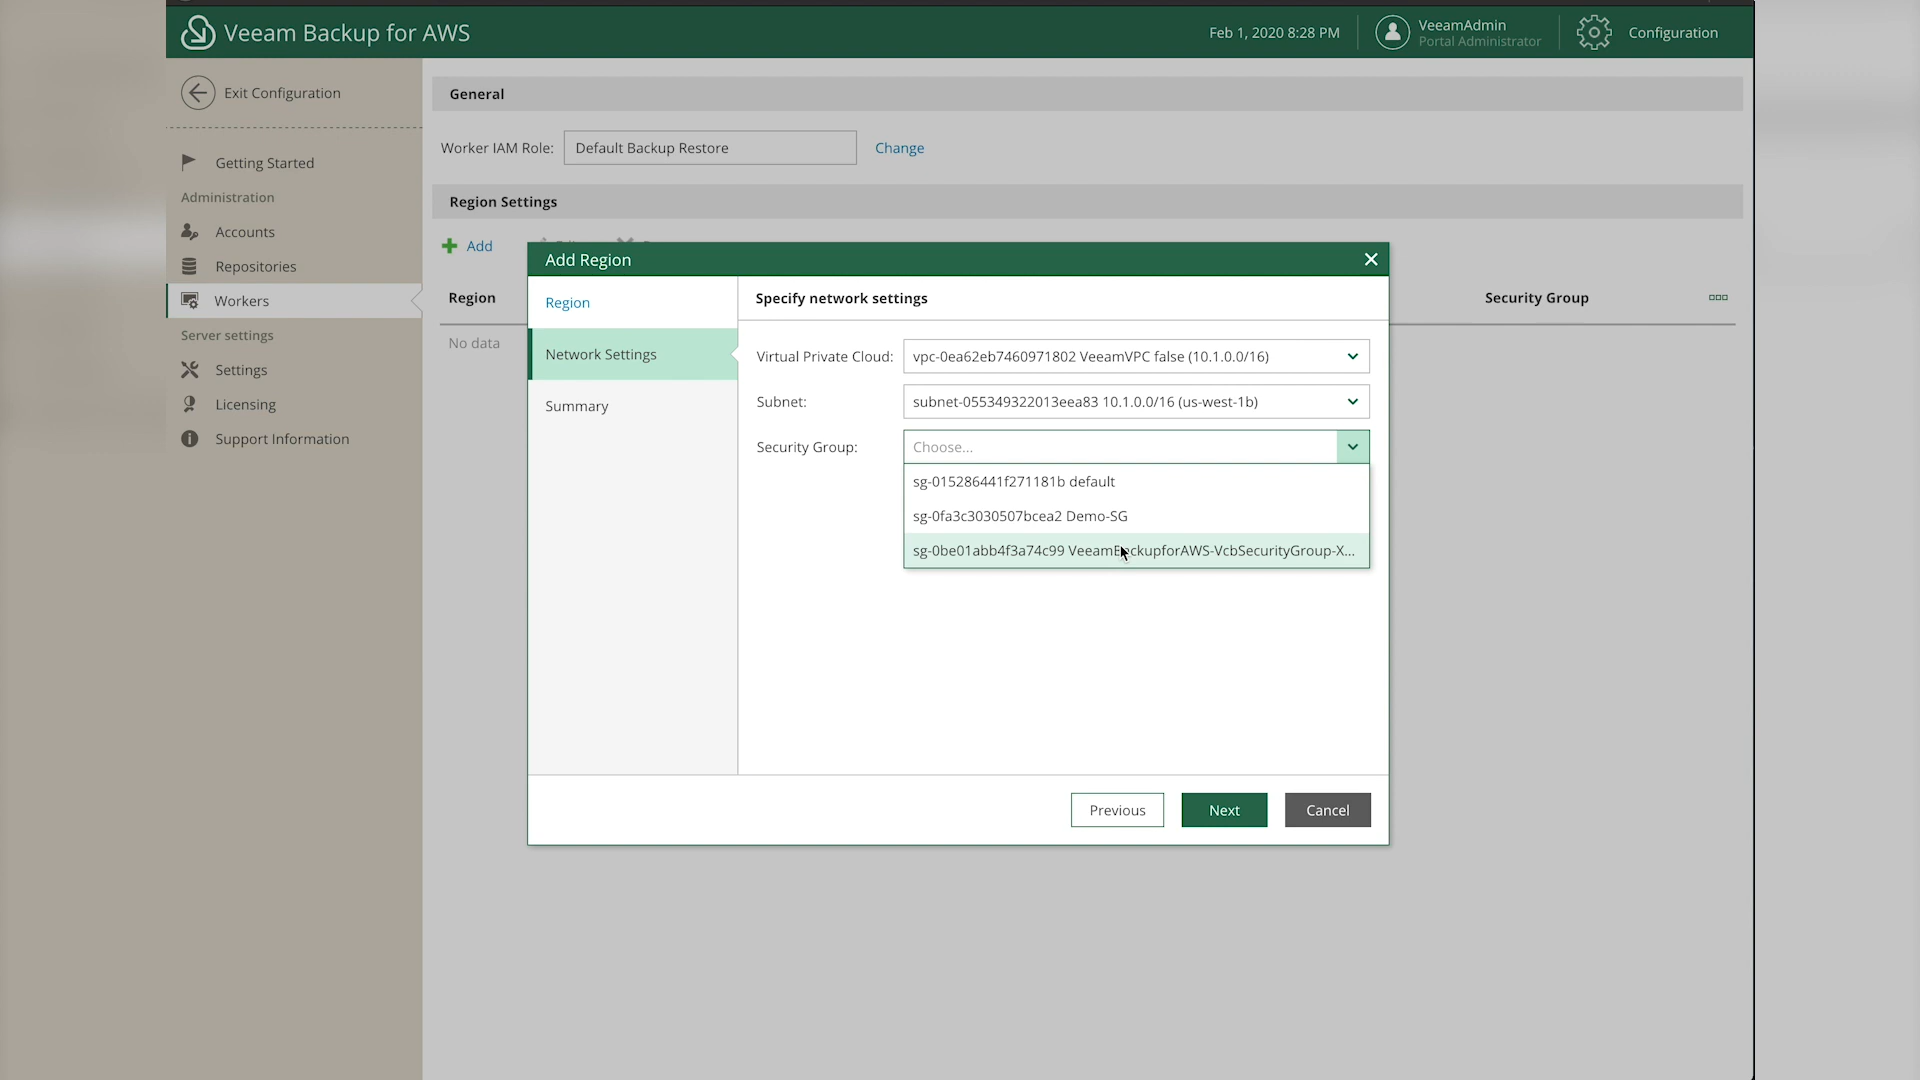 Veeam Backup for AWS
Feb 1, 2020 8:28 PM
VeeamAdmin
Portal Administrator
Configuration
Exit Configuration
Getting Started
Administration
Accounts
Repositories
Workers
Server settings
Settings
Licensing
Support Information
General
Worker IAM Role: Default Backup Restore Change
Region Settings
Add
Region
Security Group
No data
Add Region
Region
Network Settings
Summary
Specify network settings
Virtual Private Cloud: vpc-0ea62eb7460971802 VeeamVPC false (10.1.0.0/16)
Subnet: subnet-055349322013eea83 10.1.0.0/16 (us-west-1b)
Security Group: Choose...
sg-015286441f271181b default
sg-0fa3c3030507bcea2 Demo-SG
sg-0be01abb4f3a74c99 VeeamBackupforAWS-VcbSecurityGroup-X...
Previous
Next
Cancel